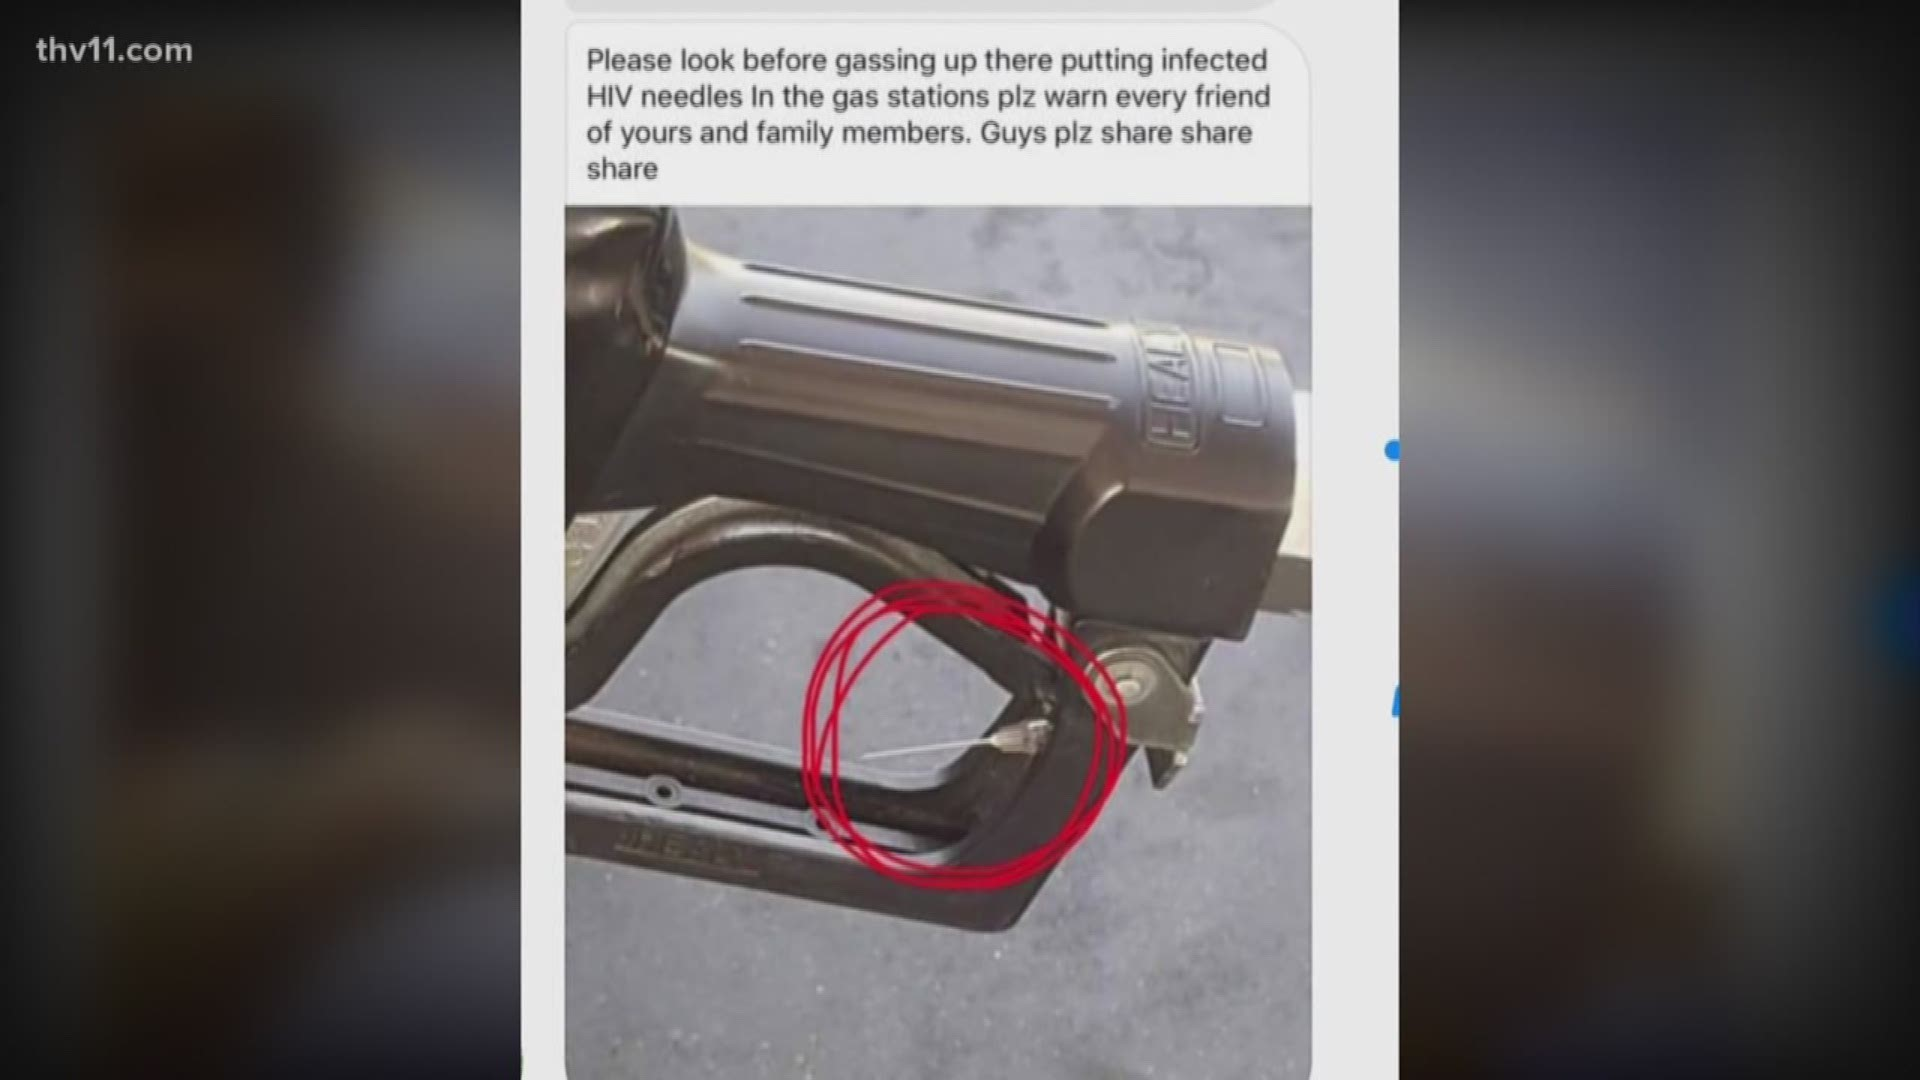 thv11.com
Please look before gassing up there putting infected
HIV needles In the gas stations plz warn every friend
of yours and family members. Guys plz share share
share
HEALY